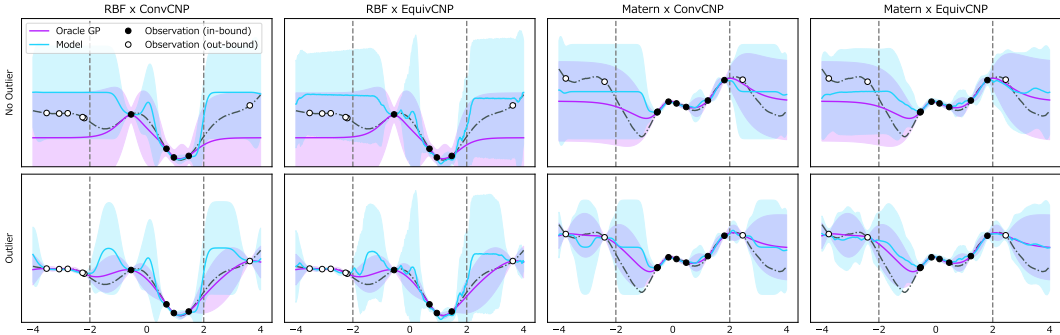 RBF x ConvCNP
RBF x EquivCNP
Matern x ConvCNP
Matern x EquivCNP
Oracle GP
Model
Observation (in-bound)
Observation (out-bound)
No Outlier
Outlier
−4 −2 0 2 4
−4 −2 0 2 4
−4 −2 0 2 4
−4 −2 0 2 4